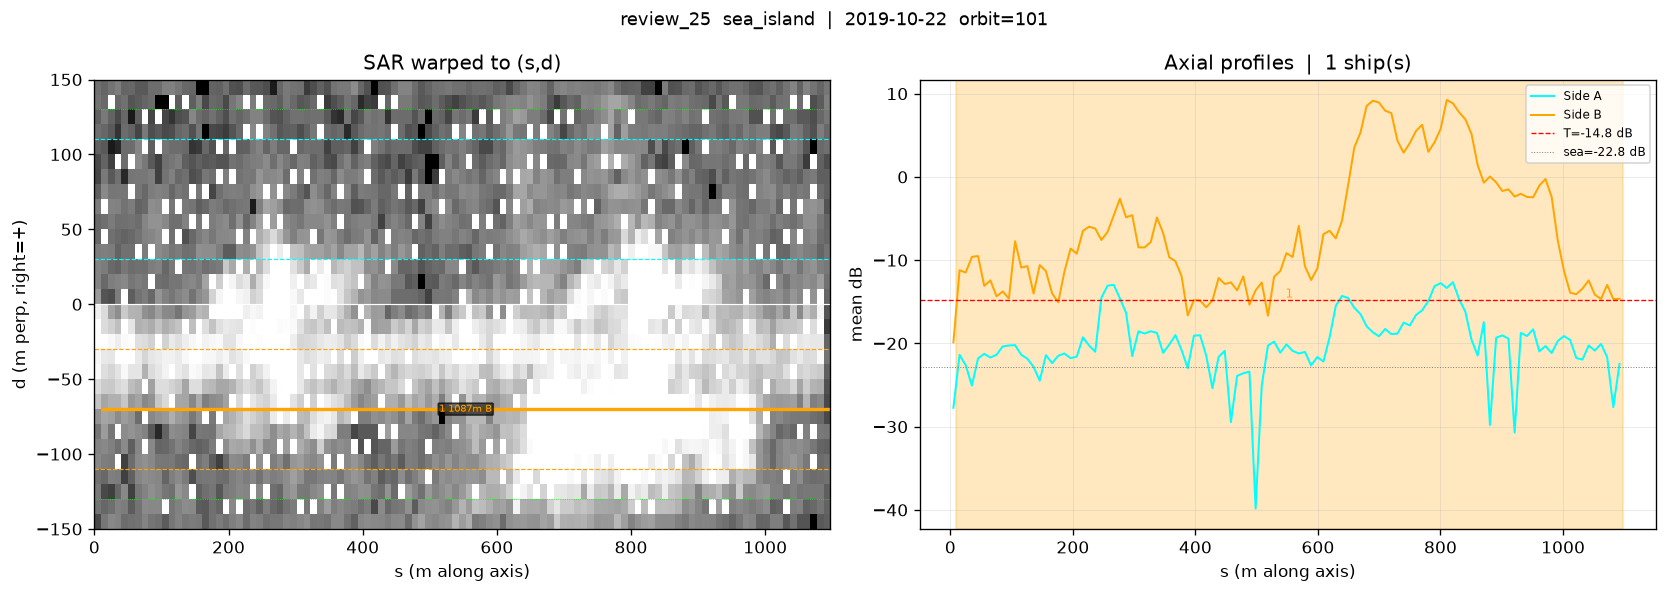 review_25  sea_island  |  2019-10-22  orbit=101
SAR warped to (s,d)
150
100
50
0
−50
−100
−150
d (m perp, right=+)
1 1087m B
0
200
400
600
800
1000
s (m along axis)
Axial profiles  |  1 ship(s)
10
0
−10
−20
−30
−40
mean dB
Side A
Side B
T=-14.8 dB
sea=-22.8 dB
1
0
200
400
600
800
1000
s (m along axis)